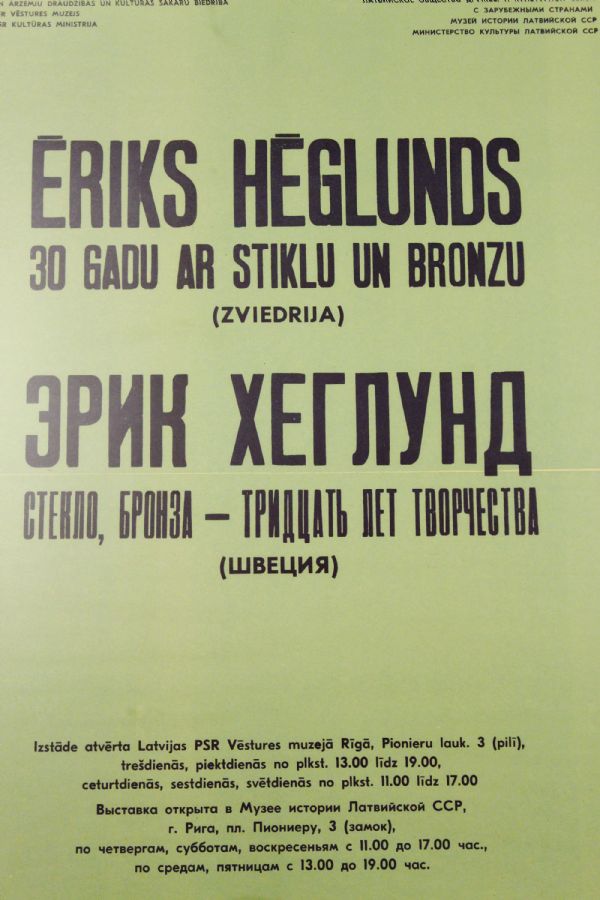 ĀRZEMJU DRAUDZĪBAS UN KULTŪRAS SAKARU BIEDRĪBA
VĒSTURES MUZEJS
KULTŪRAS MINISTRIJA
С ЗАРУБЕЖНЫМИ СТРАНАМИ
МУЗЕЙ ИСТОРИИ ЛАТВИЙСКОЙ ССР
МИНИСТЕРСТВО КУЛЬТУРЫ ЛАТВИЙСКОЙ ССР
ĒRIKS HĒGLUNDS
30 GADU AR STIKLU UN BRONZU
(ZVIEDRIJA)
ЭРИК ХЕГЛУНД
СТЕКЛО, БРОНЗА — ТРИДЦАТЬ ЛЕТ ТВОРЧЕСТВА
(ШВЕЦИЯ)
Izstāde atvērta Latvijas PSR Vēstures muzejā Rīgā, Pionieru lauk. 3 (pilī),
trešdienās, piektdienās no plkst. 13.00 līdz 19.00,
ceturtdienās, sestdienās, svētdienās no plkst. 11.00 līdz 17.00
Выставка открыта в Музее истории Латвийской ССР,
г. Рига, пл. Пиониеру, 3 (замок),
по четвергам, субботам, воскресеньям с 11.00 до 17.00 час.,
по средам, пятницам с 13.00 до 19.00 час.